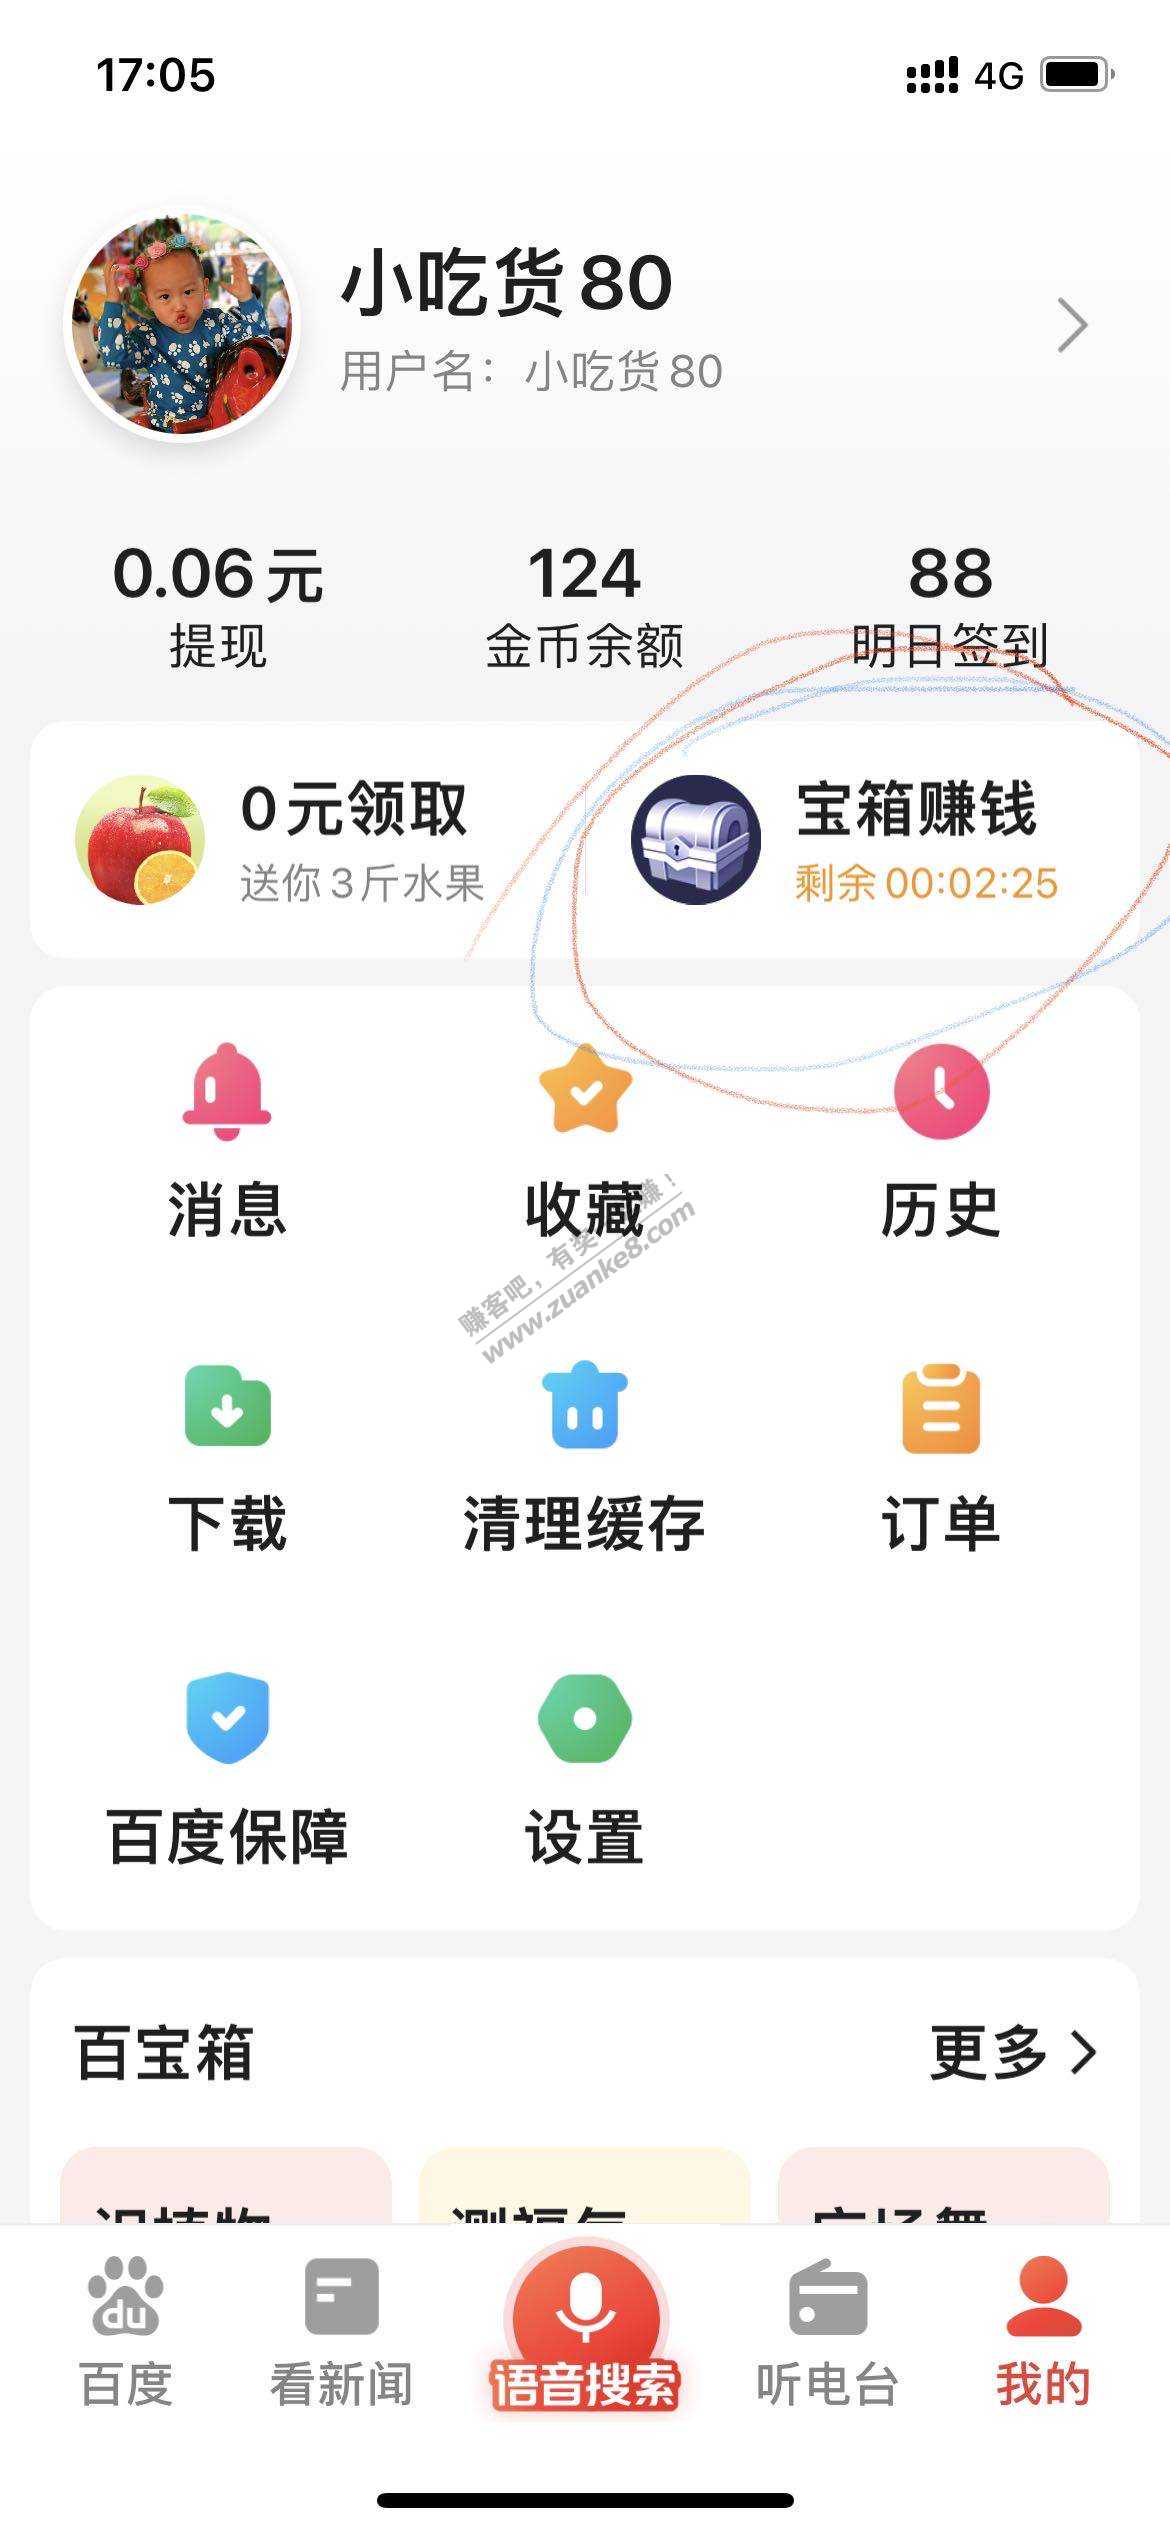 17:05
4G
小吃货80
用户名：小吃货80
0.06元
124
88
提现
金币余额
明日签到
0元领取
宝箱赚钱
送你3斤水果
剩余00:02:25
消息
收藏
历史
赚客吧，有奖
赚！
www.zuanke8.com
下载
清理缓存
订单
百度保障
设置
百宝箱
更多
du
百度
看新闻
语音搜索
听电台
我的